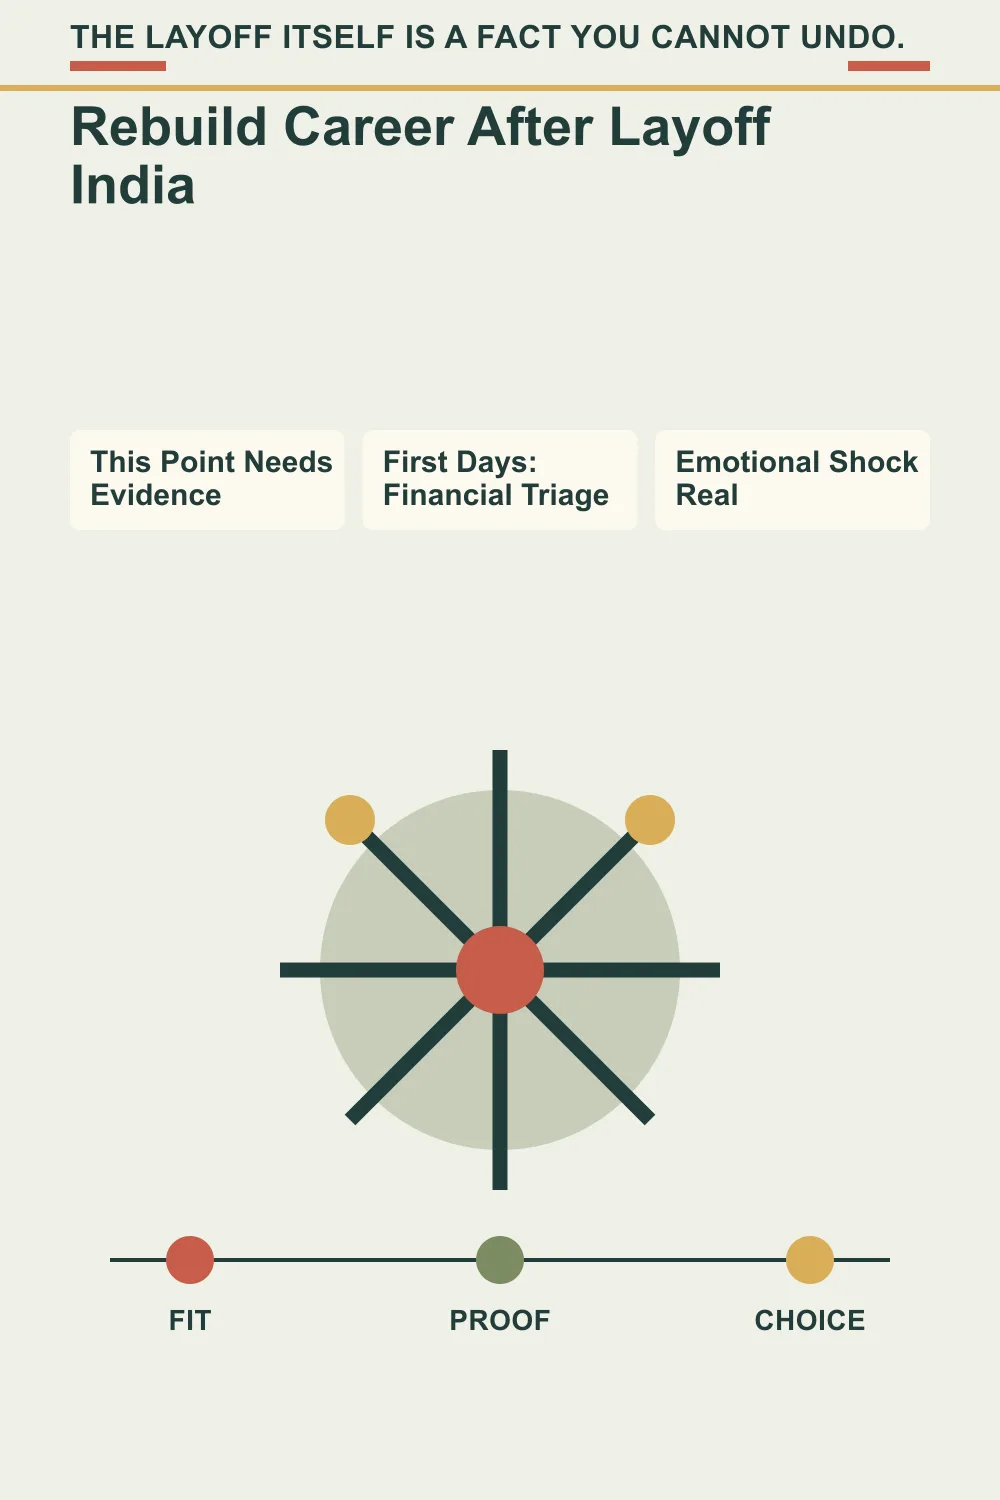 THE LAYOFF ITSELF IS A FACT YOU CANNOT UNDO.
Rebuild Career After Layoff
India
This Point Needs
Evidence
First Days:
Financial Triage
Emotional Shock
Real
FIT
PROOF
CHOICE